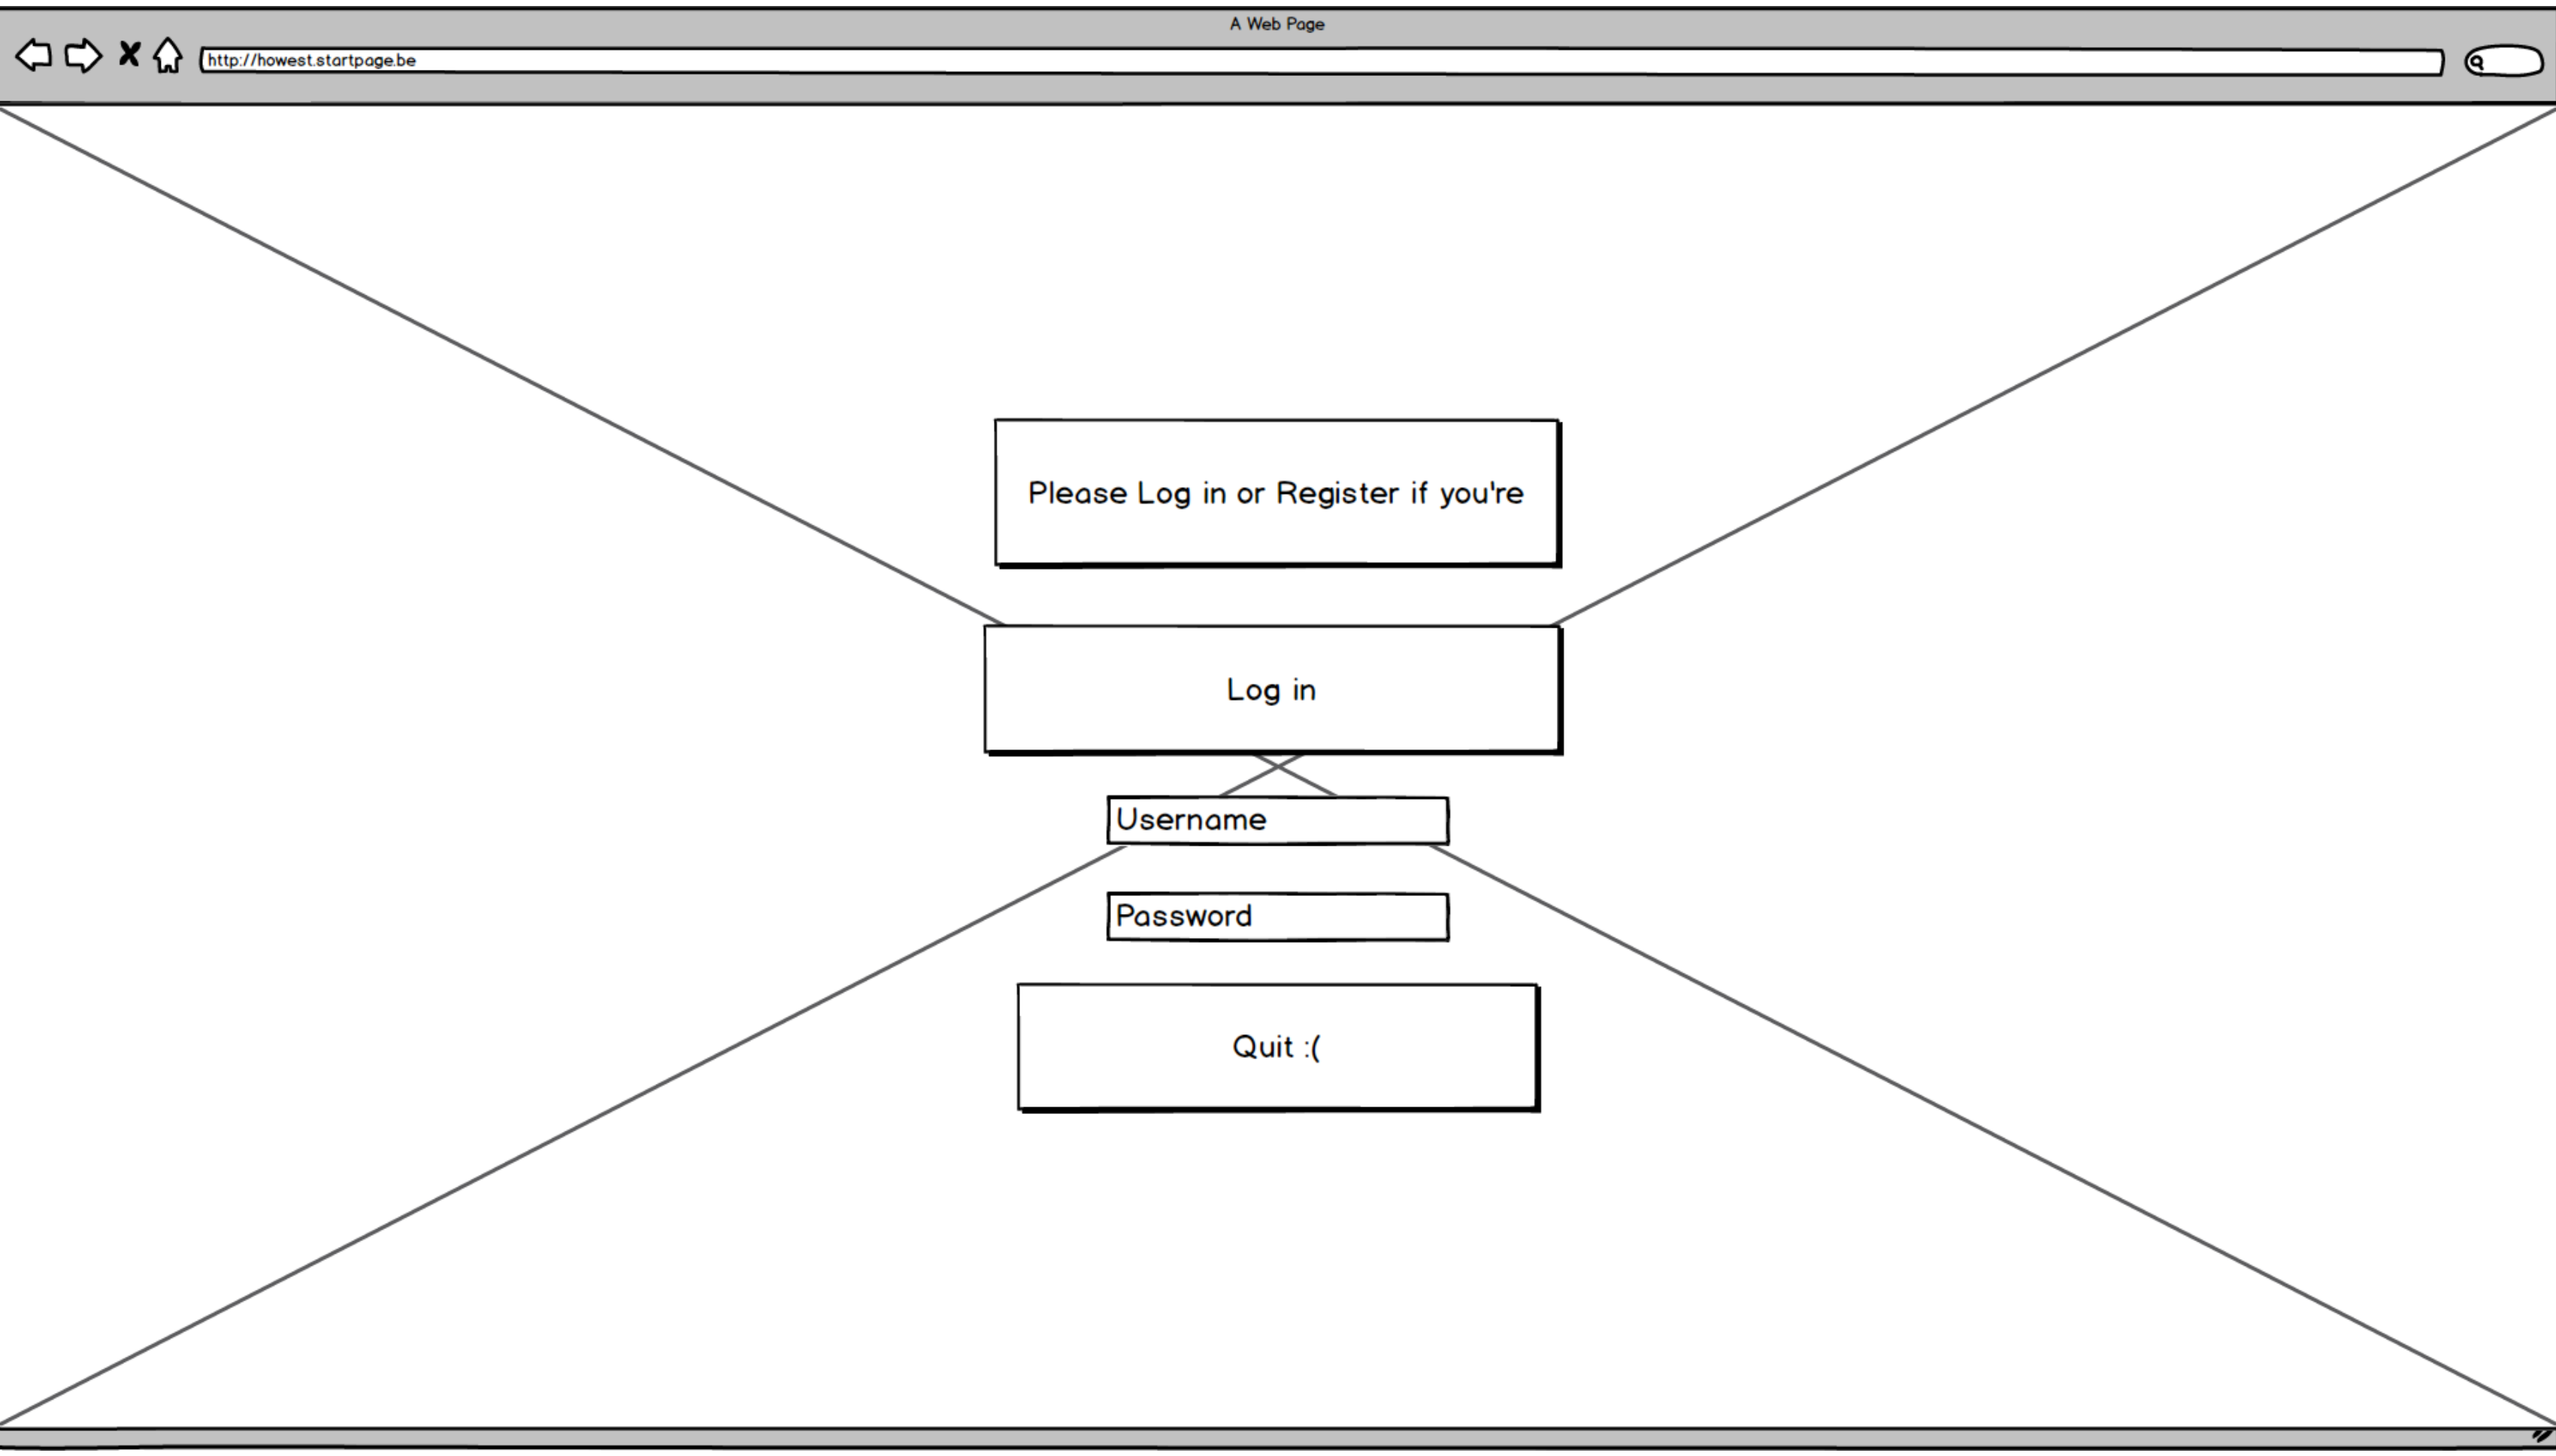 A Web Page
http://howest.startpage.be
Please Log in or Register if you're
Log in
Username
Password
Quit :(